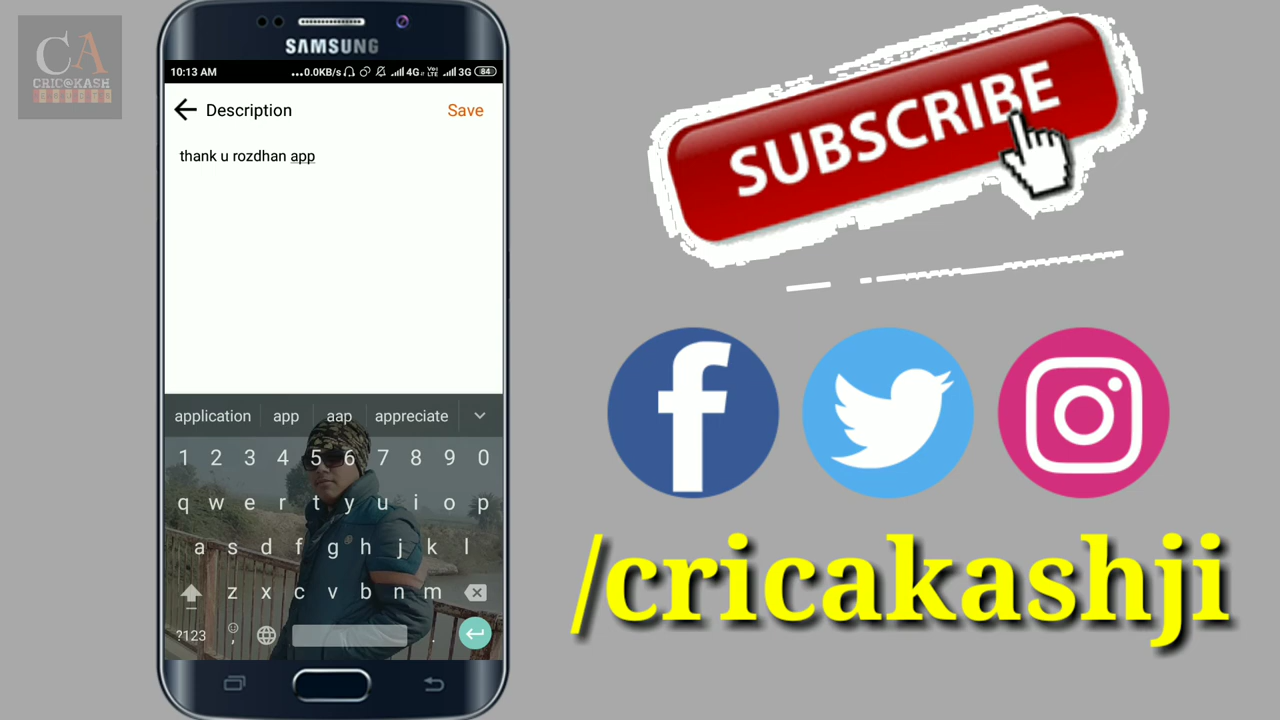 CA
CRIC@KASH
SAMSUNG
10:13 AM ...0.0KB/s 4G VoLTE 3G 84
Description Save
thank u rozdhan app
application app aap appreciate
1 2 3 4 5 6 7 8 9 0
q w e r t y u i o p
a s d f g h j k l
z x c v b n m
?123 , .
SUBSCRIBE
f
/cricakashji